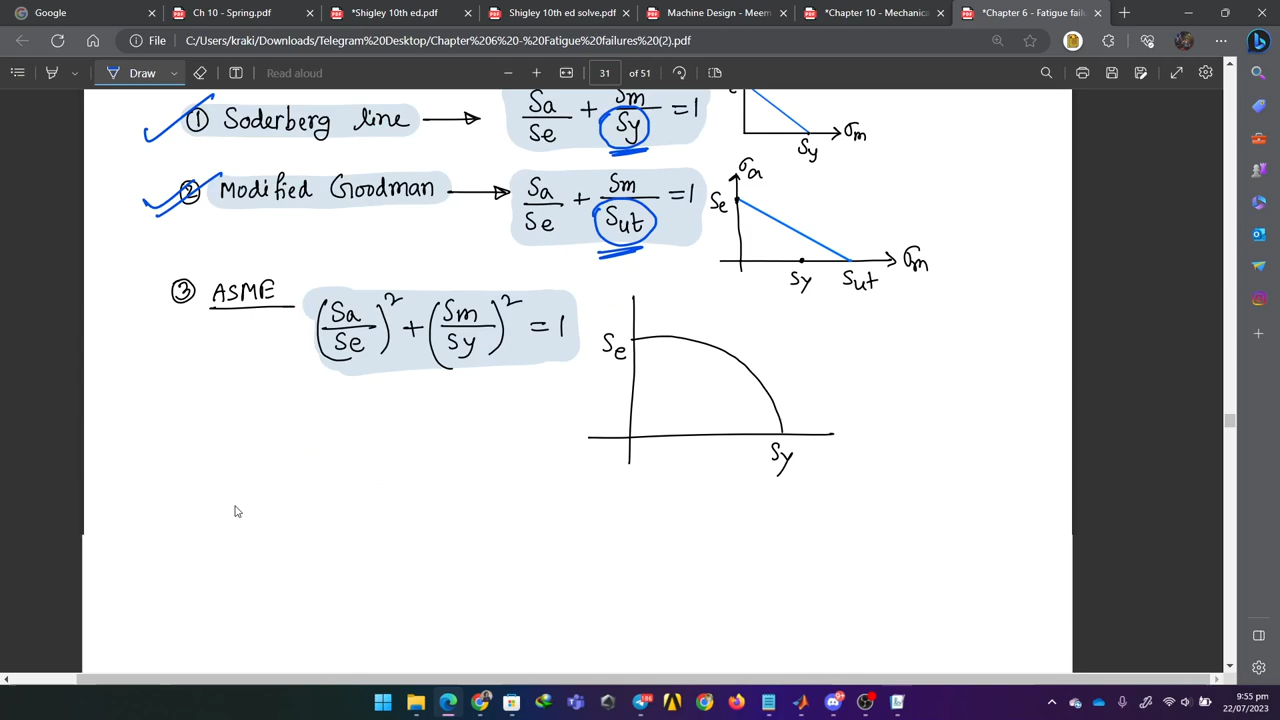 Google
Ch 10 - Spring.pdf
*Shigley 10th ed.pdf
Shigley 10th ed solve.pdf
Machine Design - Meem
*Chapter 17- Mechanica
*Chapter 6 - Fatigue failu
File
C:/Users/kraki/Downloads/Telegram%20Desktop/Chapter%206%20-%20Fatigue%20failures%20(2).pdf
Draw
Read aloud
31 of 51
① Soderberg line → Sa/Se + Sm/Sy = 1
σm
Sy
② Modified Goodman → Sa/Se + Sm/Sut = 1
σa
Se
σm
Sy Sut
③ ASME (Sa/Se)² + (Sm/Sy)² = 1
Se
Sy
9:55 pm
22/07/2023